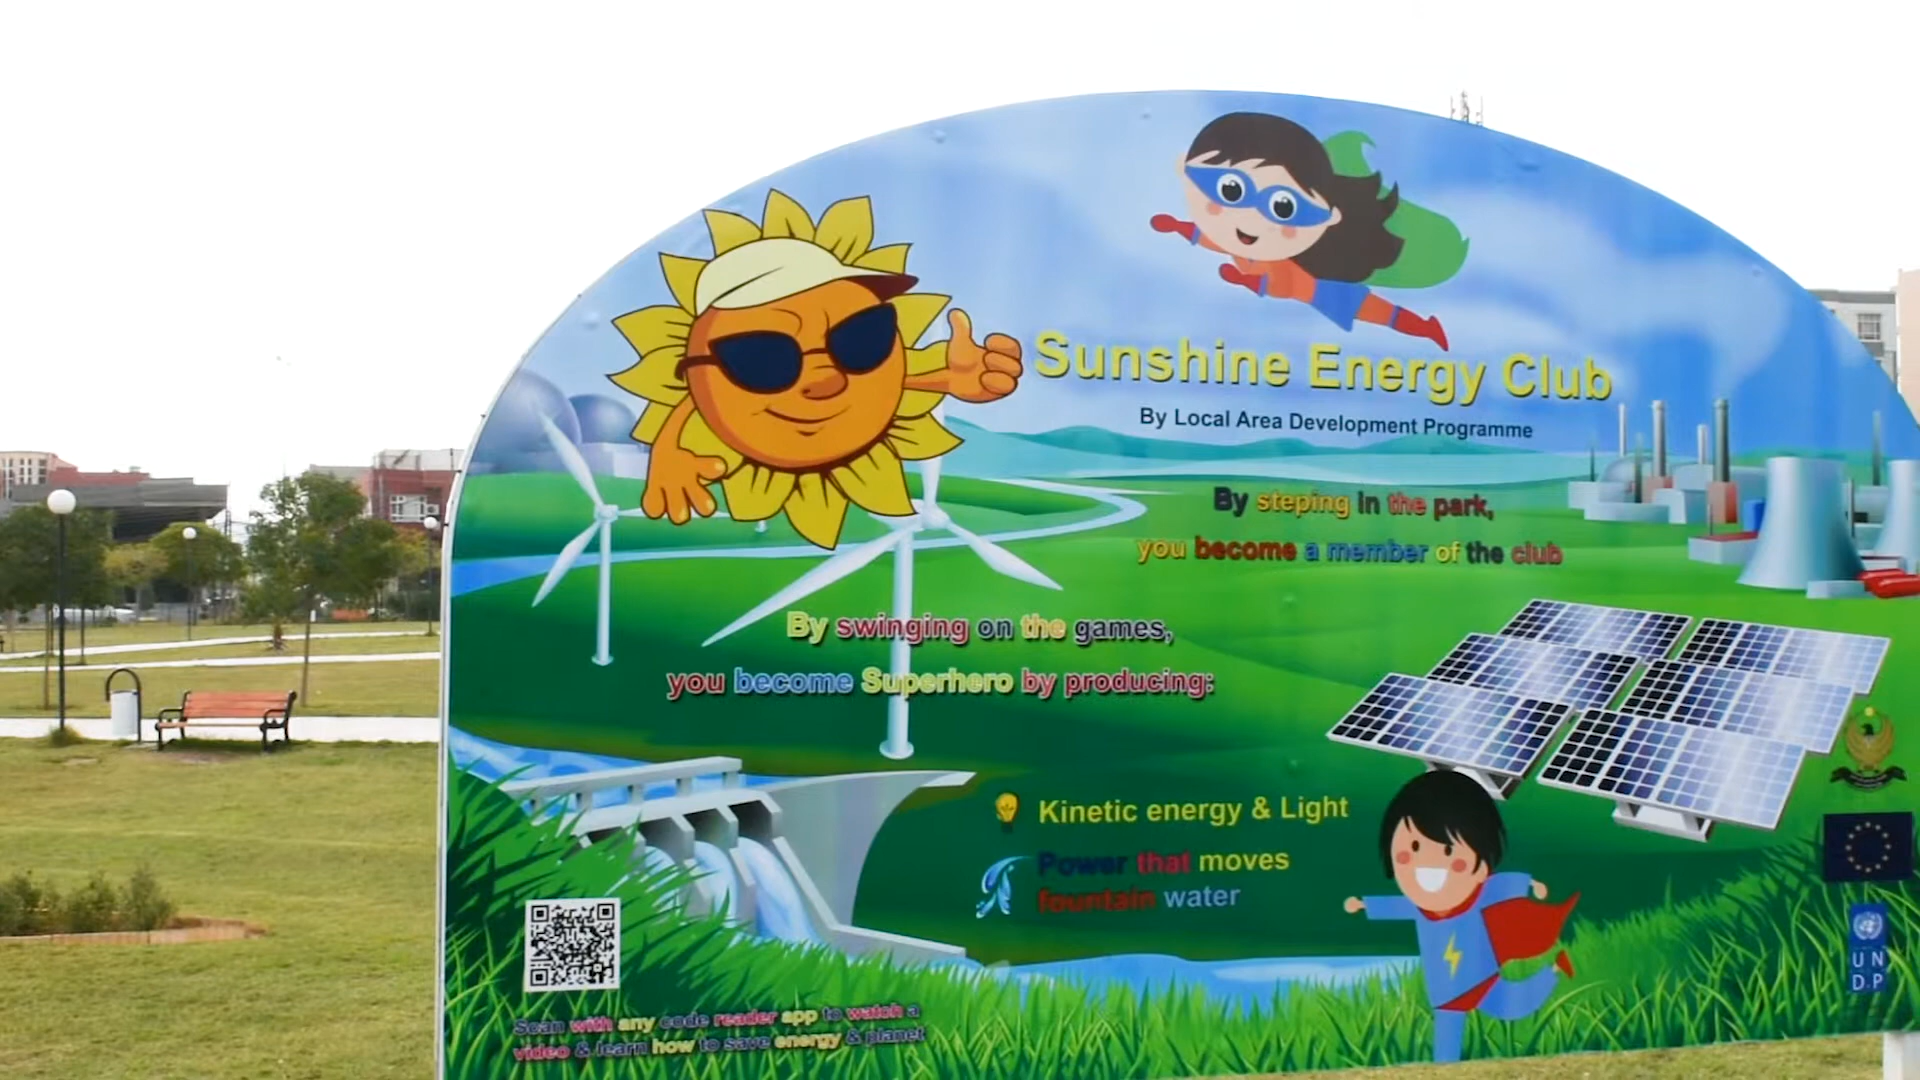 Sunshine Energy Club
By Local Area Development Programme
By steping in the park,
you become a member of the club
By swinging on the games,
you become Superhero by producing:
Kinetic energy & Light
Power that moves
fountain water
Scan with any code reader app to watch a
video & learn how to save energy & planet
U N
D P